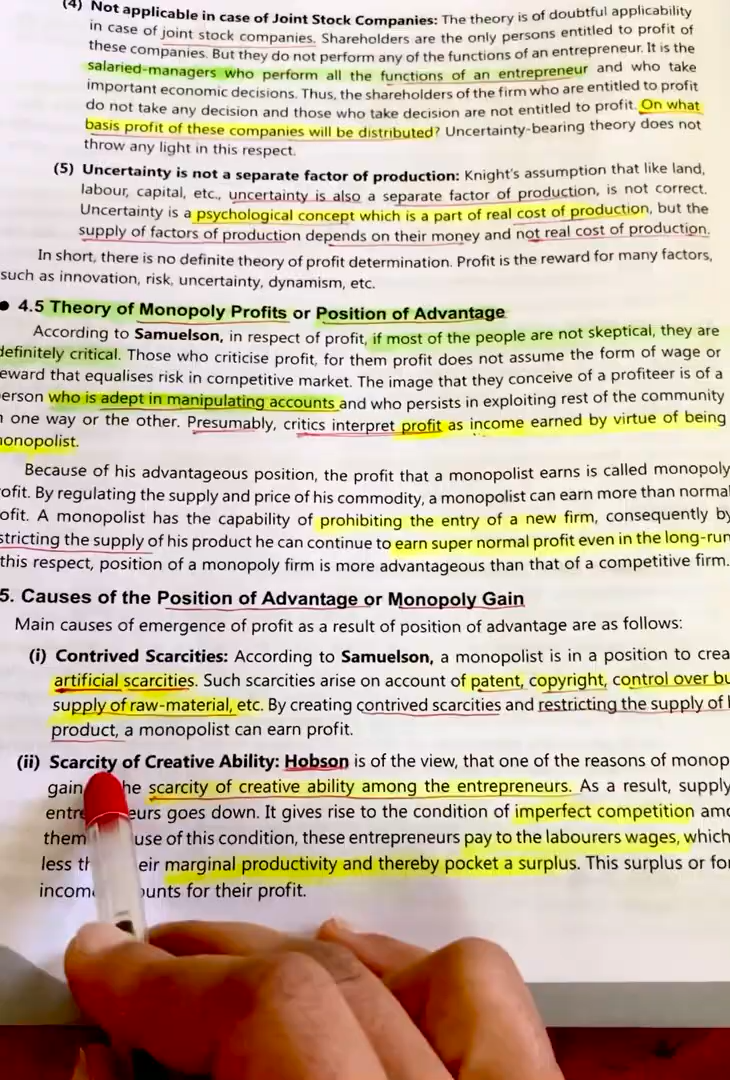 (4) Not applicable in case of Joint Stock Companies: The theory is of doubtful applicability
in case of joint stock companies. Shareholders are the only persons entitled to profit of
these companies. But they do not perform any of the functions of an entrepreneur. It is the
salaried-managers who perform all the functions of an entrepreneur and who take
important economic decisions. Thus, the shareholders of the firm who are entitled to profit
do not take any decision and those who take decision are not entitled to profit. On what
basis profit of these companies will be distributed? Uncertainty-bearing theory does not
throw any light in this respect.
(5) Uncertainty is not a separate factor of production: Knight's assumption that like land,
labour, capital, etc., uncertainty is also a separate factor of production, is not correct.
Uncertainty is a psychological concept which is a part of real cost of production, but the
supply of factors of production depends on their money and not real cost of production.
In short, there is no definite theory of profit determination. Profit is the reward for many factors,
such as innovation, risk, uncertainty, dynamism, etc.
● 4.5 Theory of Monopoly Profits or Position of Advantage
According to Samuelson, in respect of profit, if most of the people are not skeptical, they are
definitely critical. Those who criticise profit, for them profit does not assume the form of wage or
eward that equalises risk in competitive market. The image that they conceive of a profiteer is of a
erson who is adept in manipulating accounts and who persists in exploiting rest of the community
one way or the other. Presumably, critics interpret profit as income earned by virtue of being
monopolist.
Because of his advantageous position, the profit that a monopolist earns is called monopoly
ofit. By regulating the supply and price of his commodity, a monopolist can earn more than normal
ofit. A monopolist has the capability of prohibiting the entry of a new firm, consequently by
stricting the supply of his product he can continue to earn super normal profit even in the long-run
this respect, position of a monopoly firm is more advantageous than that of a competitive firm.
5. Causes of the Position of Advantage or Monopoly Gain
Main causes of emergence of profit as a result of position of advantage are as follows:
(i) Contrived Scarcities: According to Samuelson, a monopolist is in a position to crea
artificial scarcities. Such scarcities arise on account of patent, copyright, control over bu
supply of raw-material, etc. By creating contrived scarcities and restricting the supply of
product, a monopolist can earn profit.
(ii) Scarcity of Creative Ability: Hobson is of the view, that one of the reasons of monop
gain he scarcity of creative ability among the entrepreneurs. As a result, supply
entre eurs goes down. It gives rise to the condition of imperfect competition amo
them use of this condition, these entrepreneurs pay to the labourers wages, which
less th eir marginal productivity and thereby pocket a surplus. This surplus or for
incom unts for their profit.